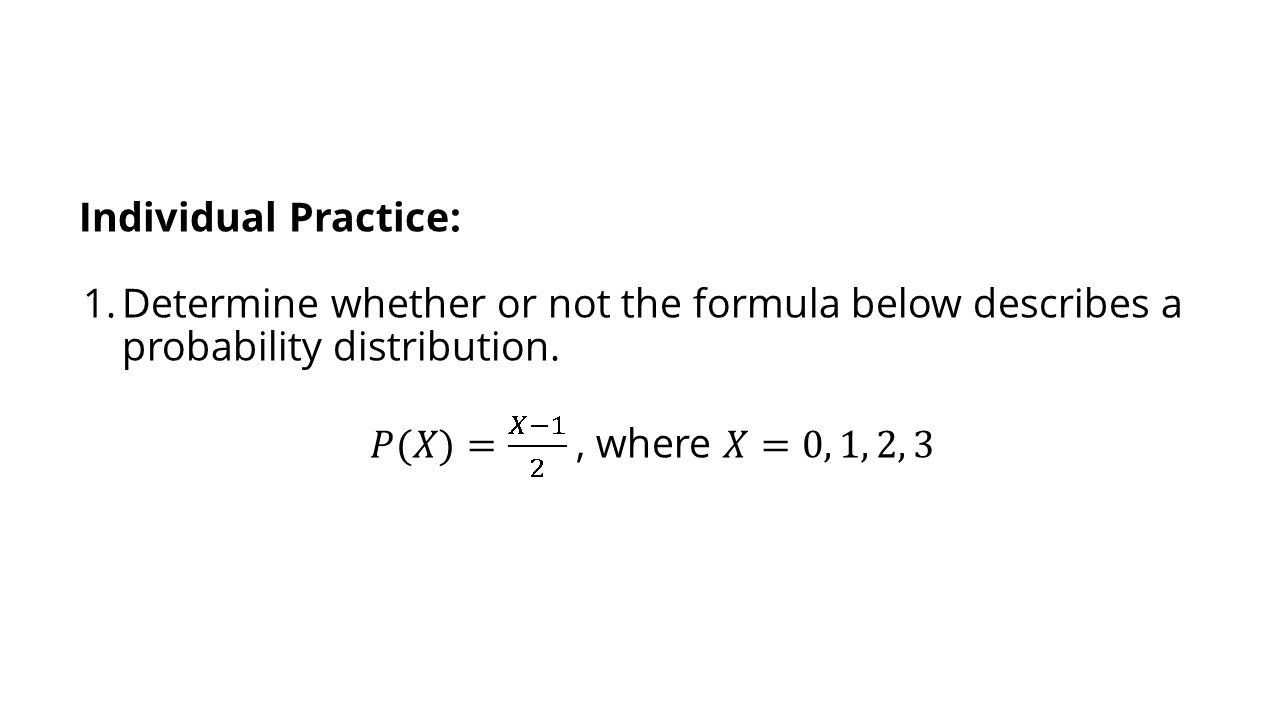 Individual Practice:
1. Determine whether or not the formula below describes a
probability distribution.
P(X) = \frac{X−1}{2} , where X = 0, 1, 2, 3